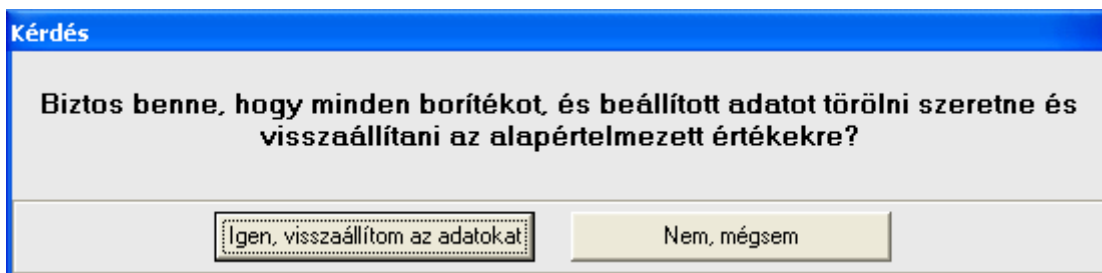 Kérdés
Biztos benne, hogy minden borítékot, és beállított adatot törölni szeretne és
visszaállítani az alapértelmezett értékekre?
Igen, visszaállítom az adatokat
Nem, mégsem